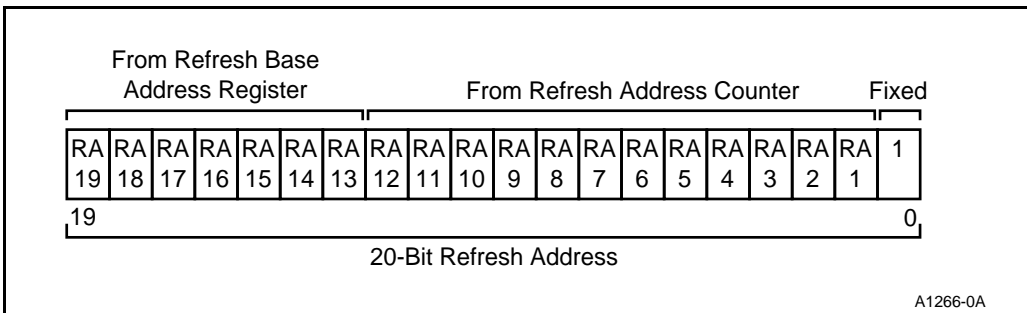 From Refresh Base
Address Register
From Refresh Address Counter
Fixed
RA RA RA RA RA RA RA RA RA RA RA RA RA RA RA RA RA RA RA 1
19 18 17 16 15 14 13 12 11 10 9 8 7 6 5 4 3 2 1
19 0
20-Bit Refresh Address
A1266-0A